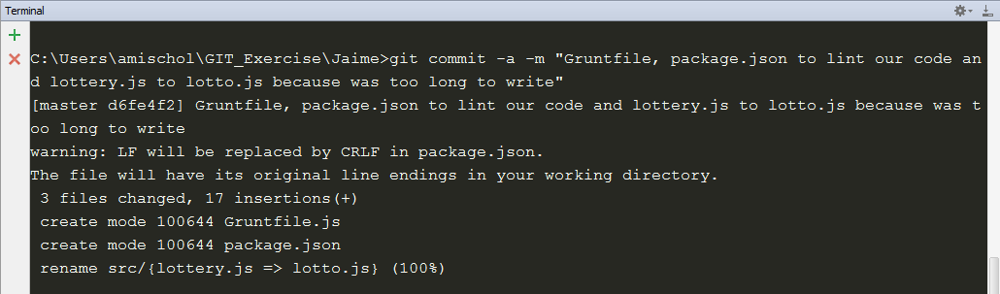 Terminal
C:\Users\amischol\GIT_Exercise\Jaime>git commit -a -m "Gruntfile, package.json to lint our code an
d lottery.js to lotto.js because was too long to write"
[master d6fe4f2] Gruntfile, package.json to lint our code and lottery.js to lotto.js because was t
oo long to write
warning: LF will be replaced by CRLF in package.json.
The file will have its original line endings in your working directory.
 3 files changed, 17 insertions(+)
 create mode 100644 Gruntfile.js
 create mode 100644 package.json
 rename src/{lottery.js => lotto.js} (100%)